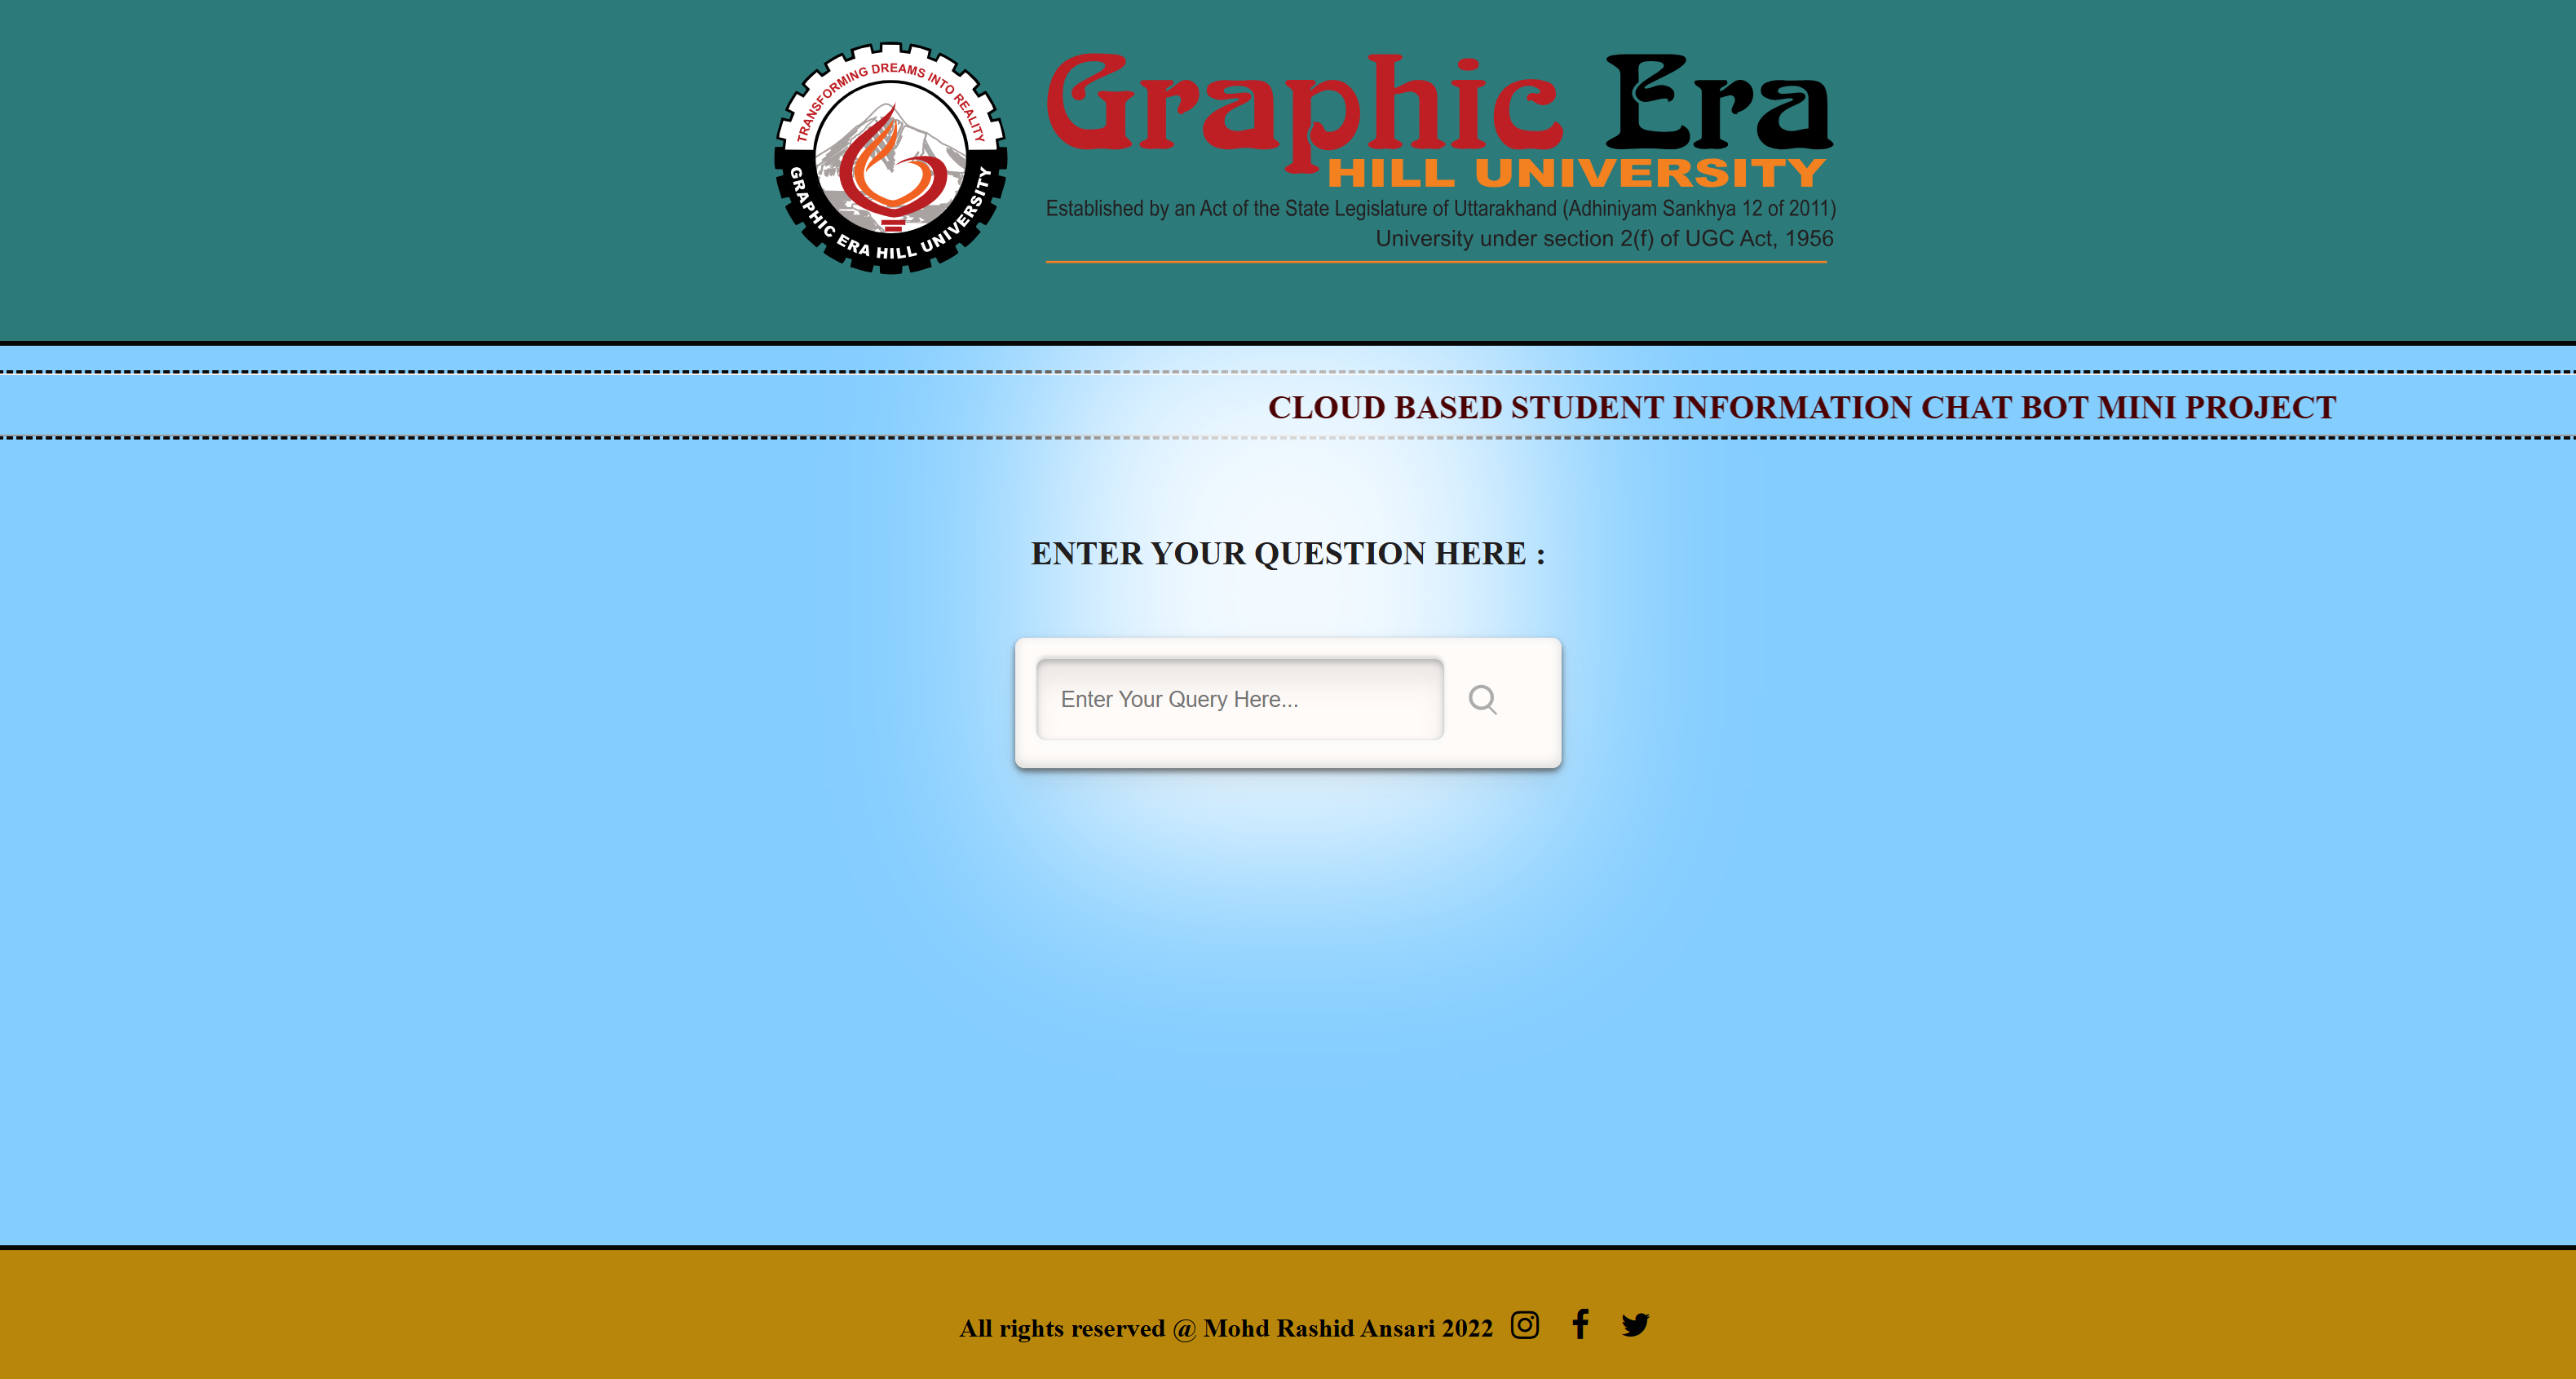 TRANSFORMING DREAMS INTO REALITY
GRAPHIC ERA HILL UNIVERSITY
Graphic Era
HILL UNIVERSITY
Established by an Act of the State Legislature of Uttarakhand (Adhiniyam Sankhya 12 of 2011)
University under section 2(f) of UGC Act, 1956
CLOUD BASED STUDENT INFORMATION CHAT BOT MINI PROJECT
ENTER YOUR QUESTION HERE :
Enter Your Query Here...
All rights reserved @ Mohd Rashid Ansari 2022